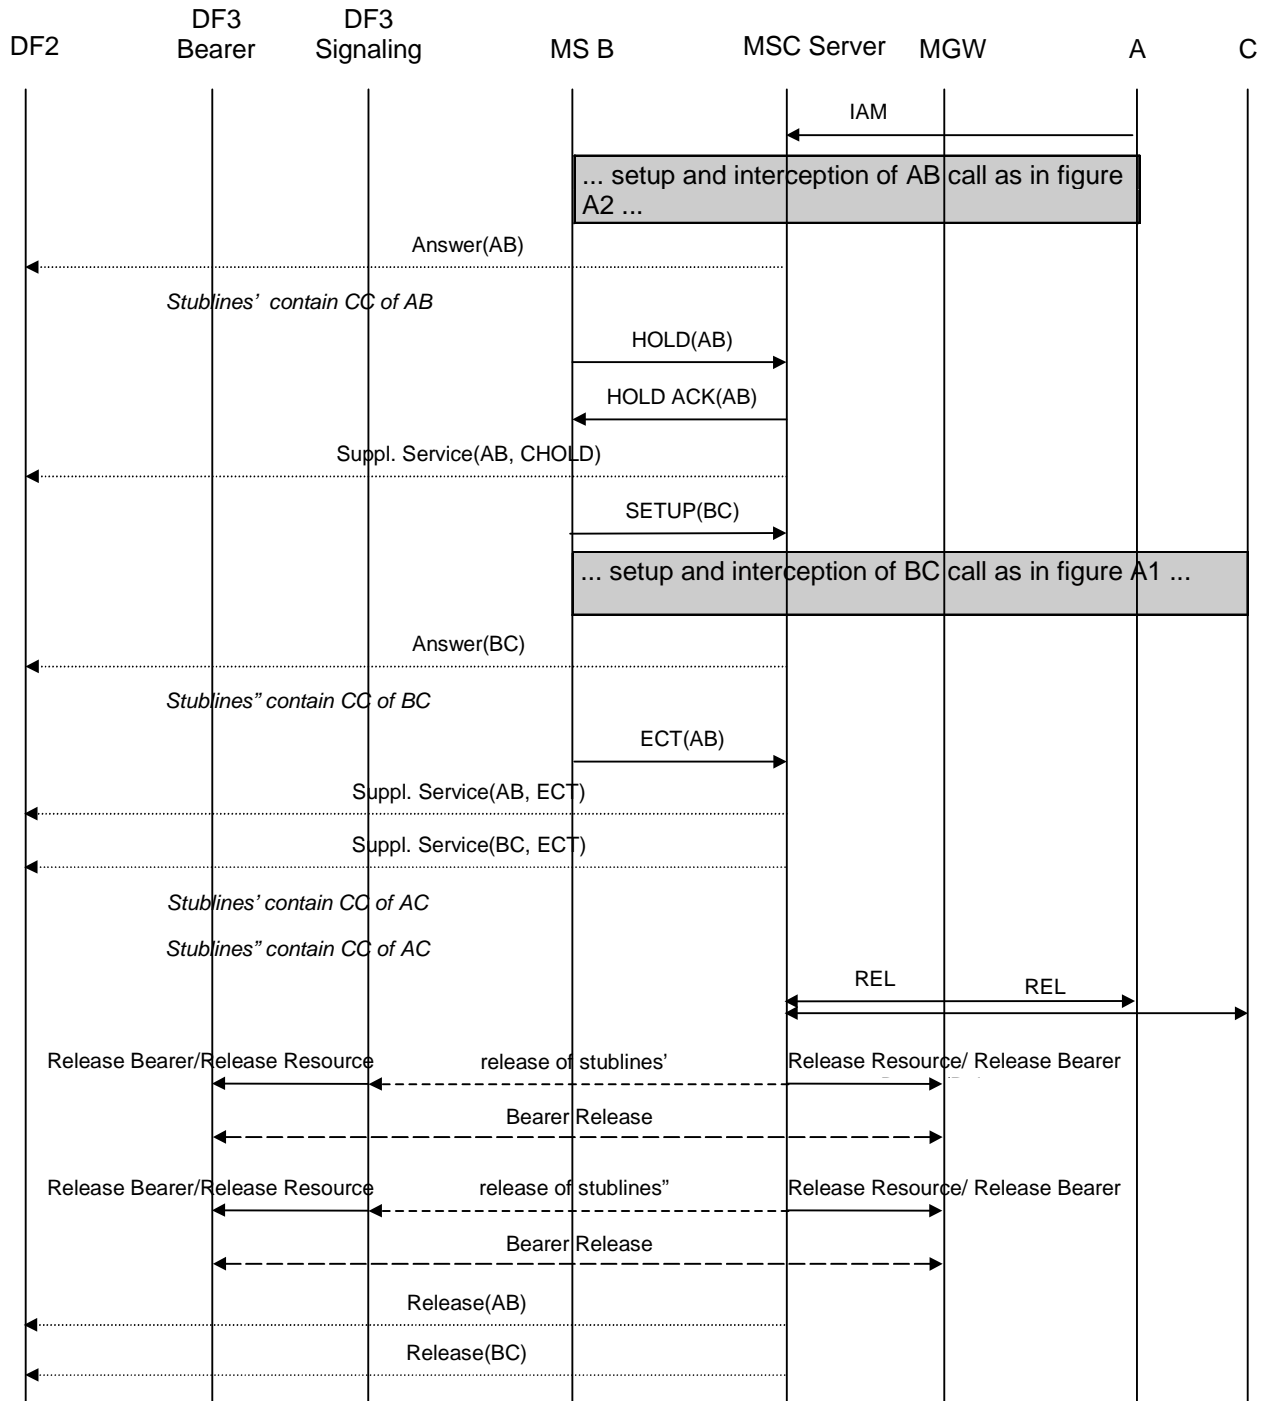 DF2
DF3
Bearer
DF3
Signaling
MS B
MSC Server
MGW
A
C
IAM
... setup and interception of AB call as in figure
A2 ...
Answer(AB)
Stublines’ contain CC of AB
HOLD(AB)
HOLD ACK(AB)
Suppl. Service(AB, CHOLD)
SETUP(BC)
... setup and interception of BC call as in figure A1 ...
Answer(BC)
Stublines” contain CC of BC
ECT(AB)
Suppl. Service(AB, ECT)
Suppl. Service(BC, ECT)
Stublines’ contain CC of AC
Stublines” contain CC of AC
REL
REL
Release Bearer/Release Resource
release of stublines’
Release Resource/ Release Bearer
Bearer Release
Release Bearer/Release Resource
release of stublines”
Release Resource/ Release Bearer
Bearer Release
Release(AB)
Release(BC)